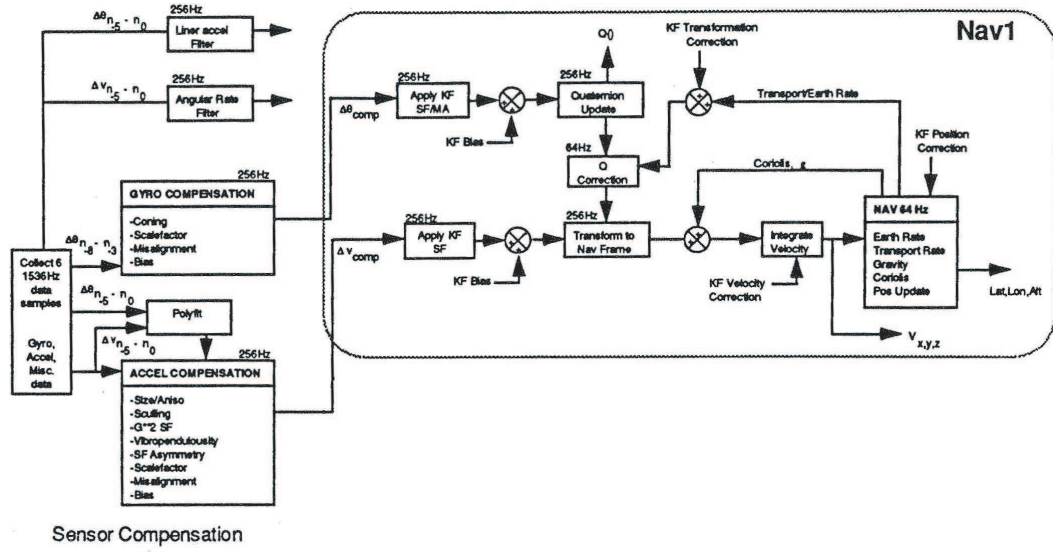 Δθ n-5 - n0
256Hz
Liner accel
Filter
Δv n-5 - n0
256Hz
Angular Rate
Filter
Nav1
Q()
KF Transformation
Correction
256Hz
Apply KF
SF/MA
Δθcomp
KF Bias
256Hz
Quaternion
Update
Transport/Earth Rate
64Hz
Q
Correction
Coriolis, g
KF Position
Correction
256Hz
GYRO COMPENSATION
-Coning
-Scalefactor
-Misalignment
-Bias
Δθ n-8 - n-3
Collect 6
1536Hz
data
samples
Gyro,
Accel,
Misc.
data
Δθ n-5 - n0
Polyfit
Δv n-5 - n0
256Hz
ACCEL COMPENSATION
-Size/Aniso
-Sculling
-G**2 SF
-Vibropendulousity
-SF Asymmetry
-Scalefactor
-Misalignment
-Bias
256Hz
Apply KF
SF
Δvcomp
KF Bias
256Hz
Transform to
Nav Frame
Integrate
Velocity
KF Velocity
Correction
NAV 64 Hz
Earth Rate
Transport Rate
Gravity
Coriolis
Pos Update
Lat,Lon,Alt
Vx,y,z
Sensor Compensation